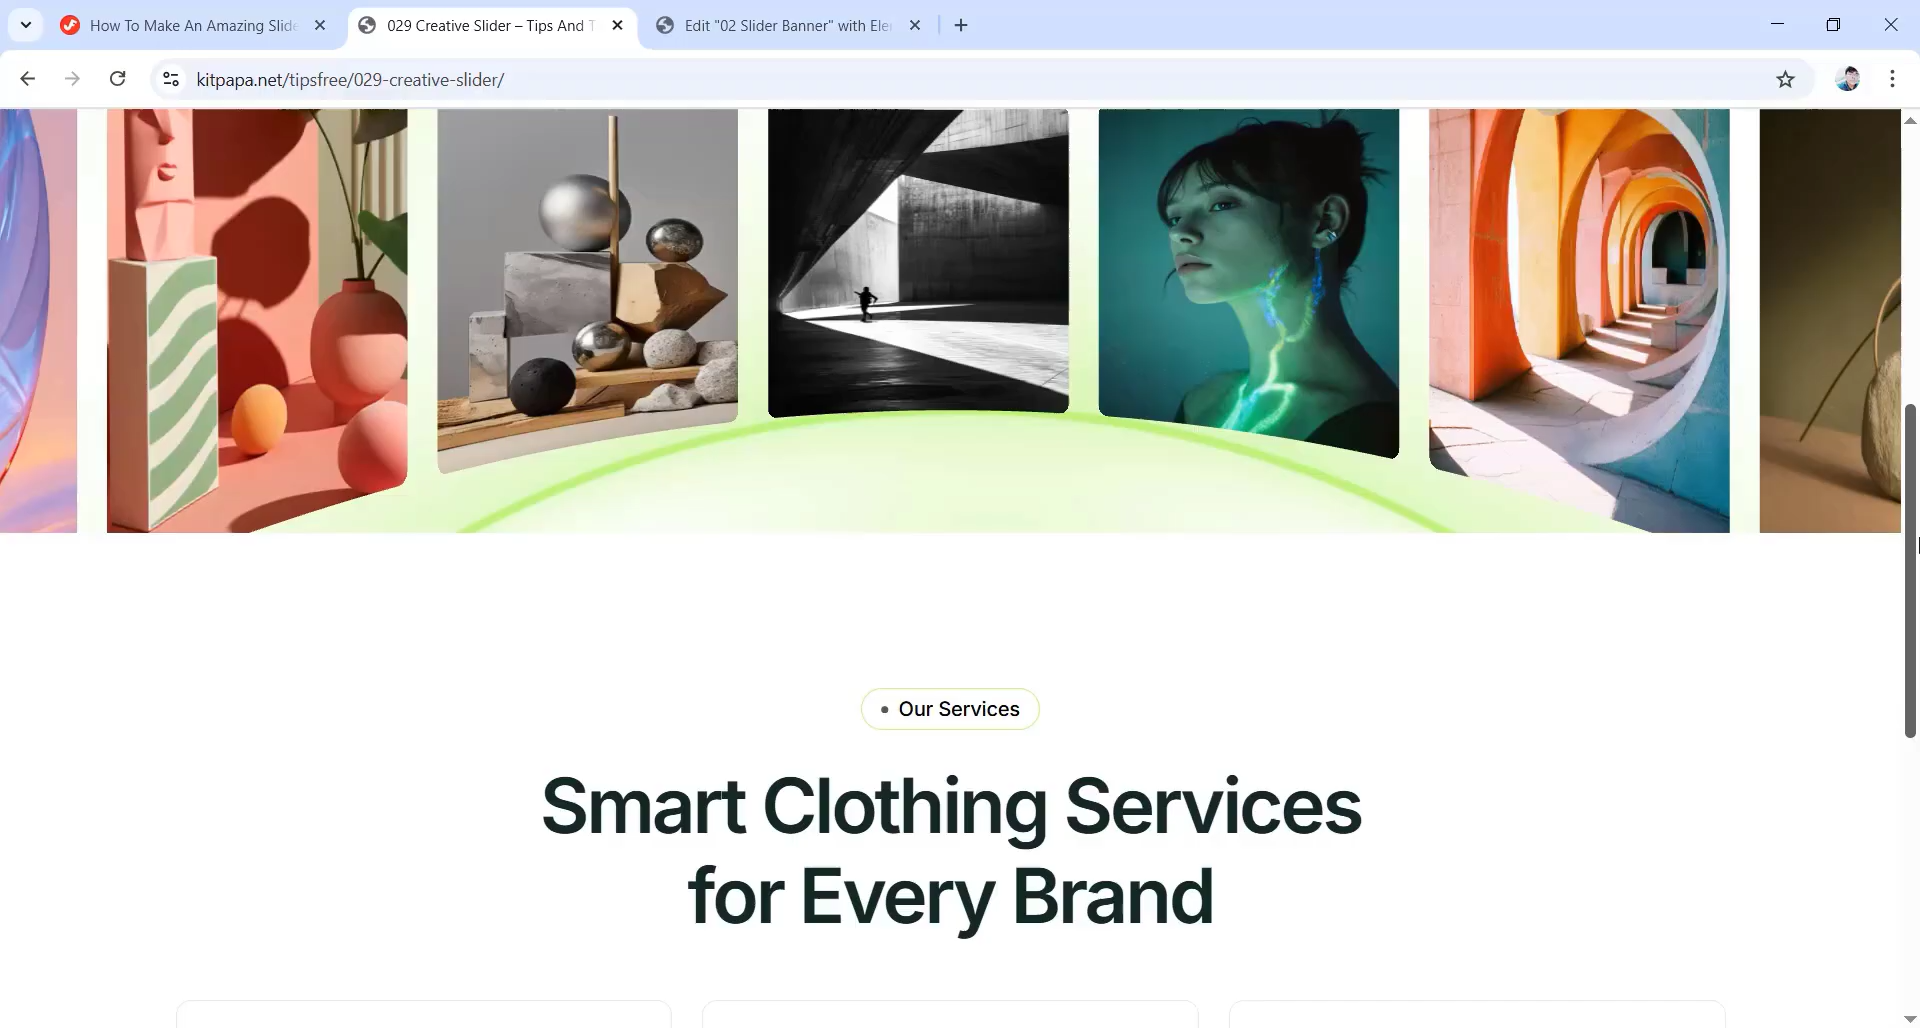 How To Make An Amazing Slide
029 Creative Slider – Tips And T
Edit "02 Slider Banner" with Ele
kitpapa.net/tipsfree/029-creative-slider/
Our Services
Smart Clothing Services
for Every Brand